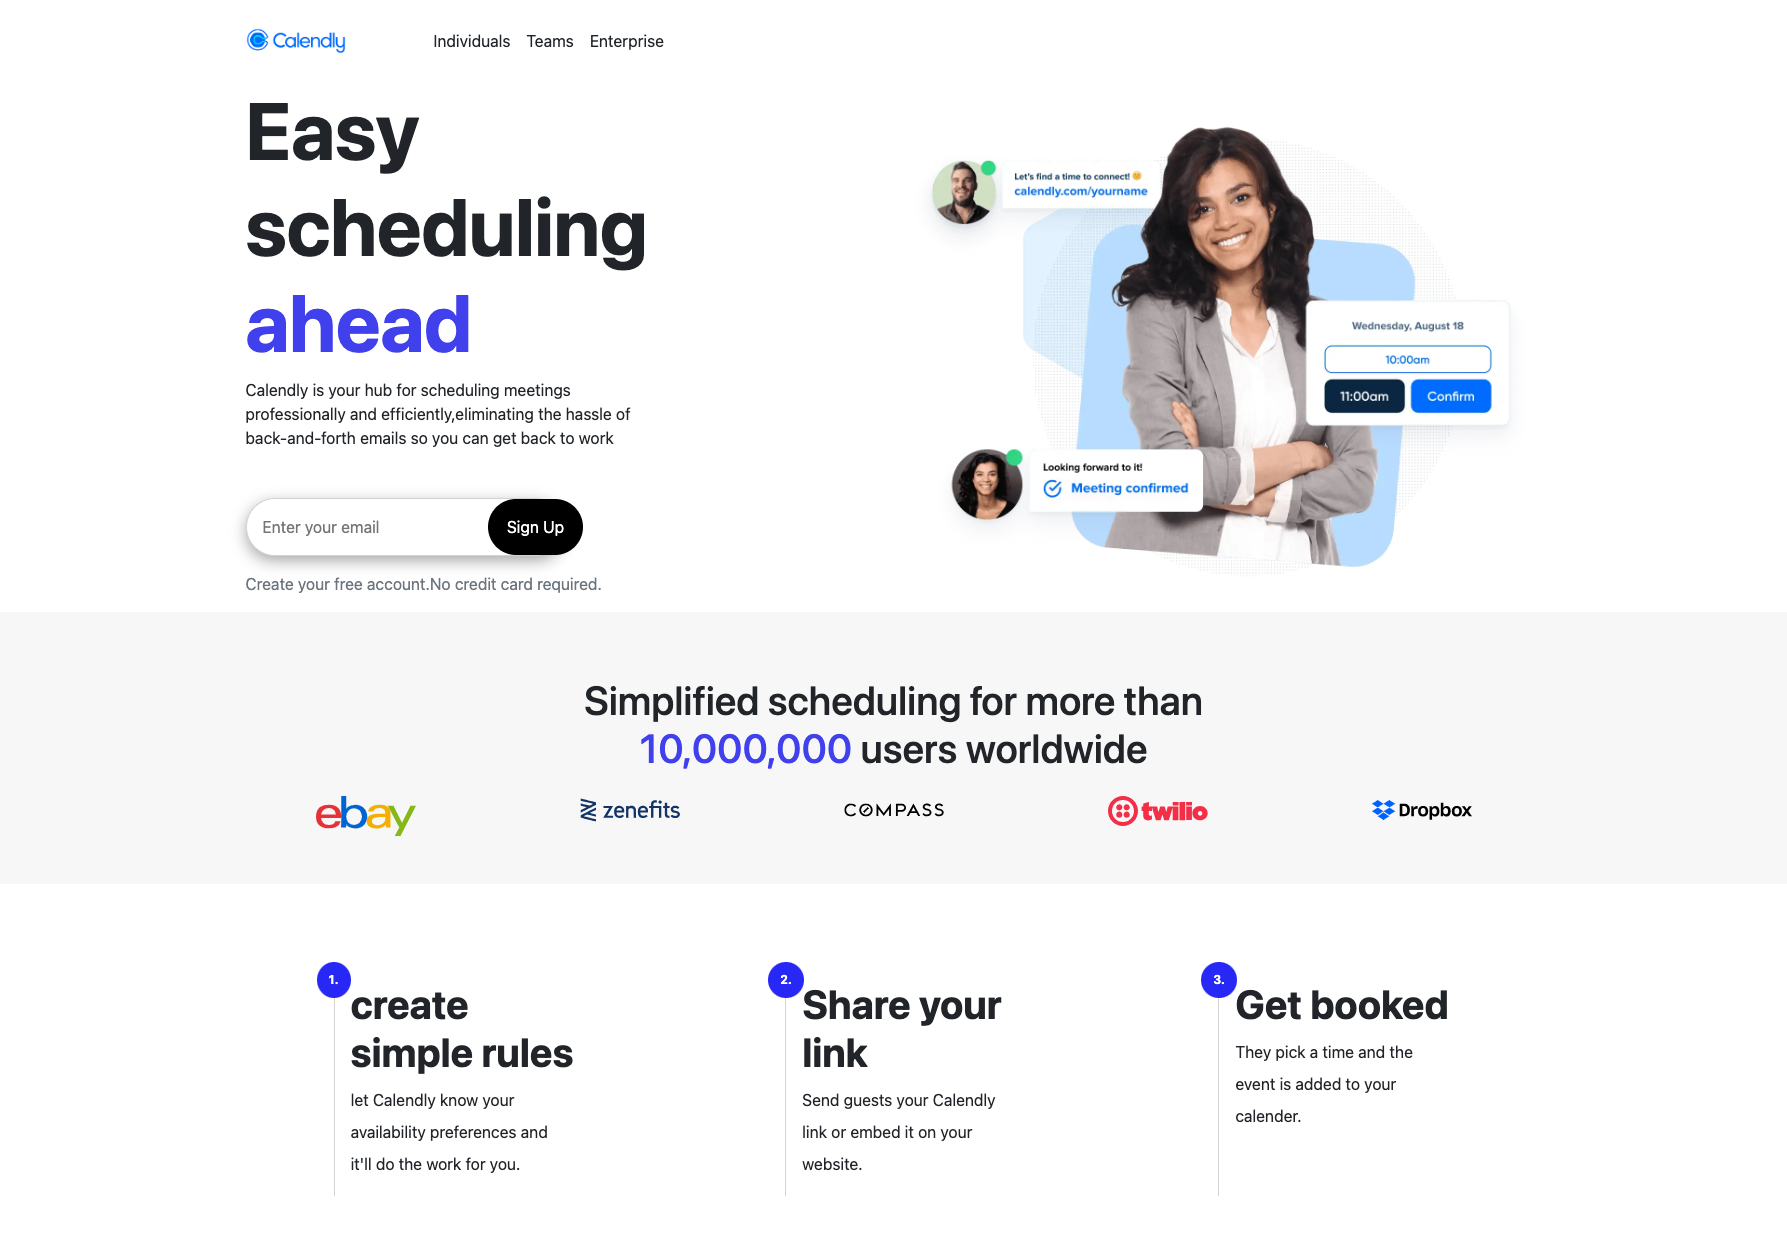 Calendly
Individuals Teams Enterprise
Easy
scheduling
ahead
Calendly is your hub for scheduling meetings
professionally and efficiently,eliminating the hassle of
back-and-forth emails so you can get back to work
Enter your email
Sign Up
Create your free account.No credit card required.
Let's find a time to connect!
calendly.com/yourname
Wednesday, August 18
10:00am
11:00am
Confirm
Looking forward to it!
Meeting confirmed
Simplified scheduling for more than
10,000,000 users worldwide
ebay
zenefits
COMPASS
twilio
Dropbox
1.
create
simple rules
let Calendly know your
availability preferences and
it'll do the work for you.
2.
Share your
link
Send guests your Calendly
link or embed it on your
website.
3.
Get booked
They pick a time and the
event is added to your
calender.